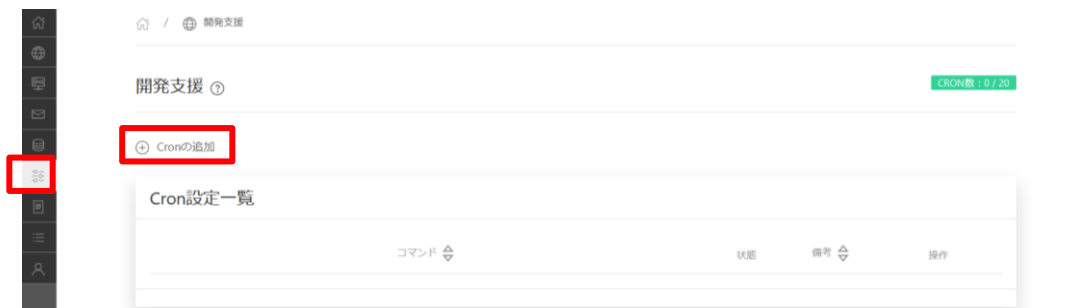 / 開発支援
開発支援 ?
CRON数：0 / 20
Cronの追加
Cron設定一覧
コマンド 状態 備考 操作